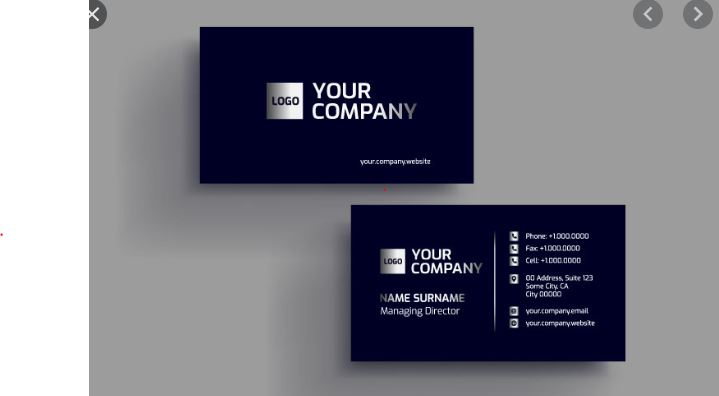 LOGO
YOUR
COMPANY
your.company.website
LOGO
YOUR
COMPANY
NAME SURNAME
Managing Director
Phone: +1.000.0000
Fax: +1.000.0000
Cell: +1.000.0000
00 Address, Suite 123
Some City, CA
City 00000
your.company.email
your.company.website